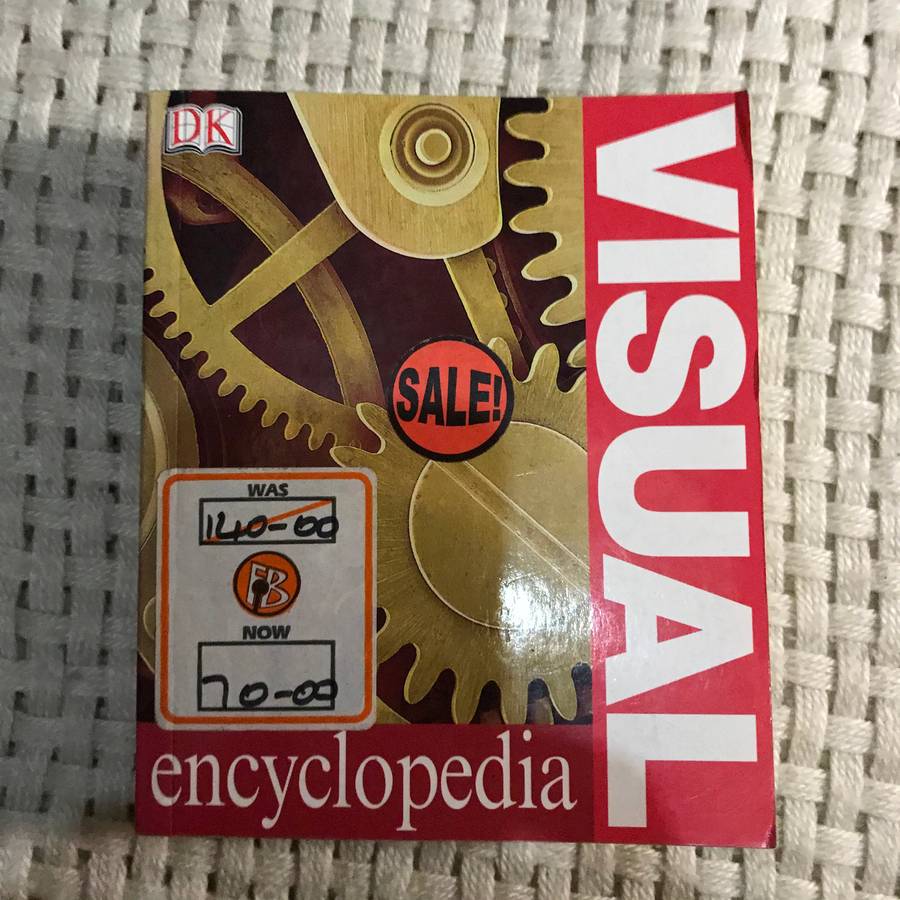 DK
VISUAL
SALE!
WAS
140-00
FB
NOW
70-00
encyclopedia